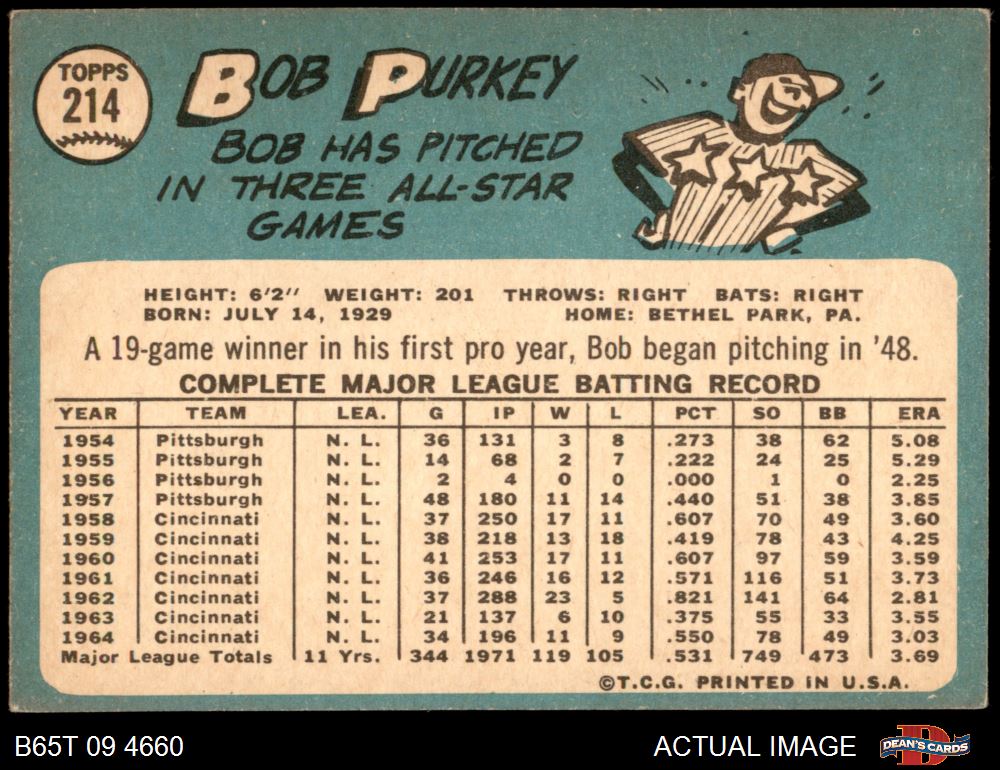 TOPPS
214
BOB PURKEY
BOB HAS PITCHED
IN THREE ALL-STAR
GAMES
HEIGHT: 6'2" WEIGHT: 201 THROWS: RIGHT BATS: RIGHT
BORN: JULY 14, 1929 HOME: BETHEL PARK, PA.
A 19-game winner in his first pro year, Bob began pitching in '48.
COMPLETE MAJOR LEAGUE BATTING RECORD
YEAR TEAM LEA. G IP W L PCT SO BB ERA
1954 Pittsburgh N. L. 36 131 3 8 .273 38 62 5.08
1955 Pittsburgh N. L. 14 68 2 7 .222 24 25 5.29
1956 Pittsburgh N. L. 2 4 0 0 .000 1 0 2.25
1957 Pittsburgh N. L. 48 180 11 14 .440 51 38 3.85
1958 Cincinnati N. L. 37 250 17 11 .607 70 49 3.60
1959 Cincinnati N. L. 38 218 13 18 .419 78 43 4.25
1960 Cincinnati N. L. 41 253 17 11 .607 97 59 3.59
1961 Cincinnati N. L. 36 246 16 12 .571 116 51 3.73
1962 Cincinnati N. L. 37 288 23 5 .821 141 64 2.81
1963 Cincinnati N. L. 21 137 6 10 .375 55 33 3.55
1964 Cincinnati N. L. 34 196 11 9 .550 78 49 3.03
Major League Totals 11 Yrs. 344 1971 119 105 .531 749 473 3.69
©T.C.G. PRINTED IN U.S.A.
B65T 09 4660 ACTUAL IMAGE D DEAN'S CARDS